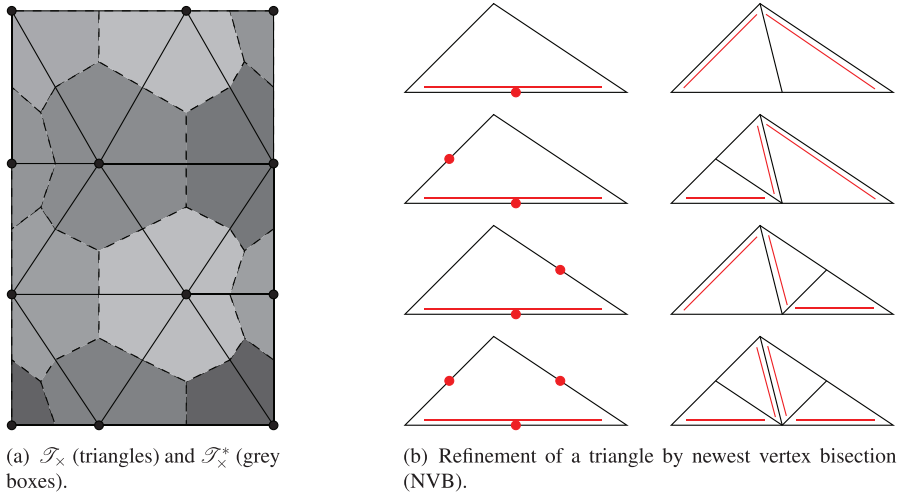 (a) 𝒯× (triangles) and 𝒯×* (grey
boxes).
(b) Refinement of a triangle by newest vertex bisection
(NVB).